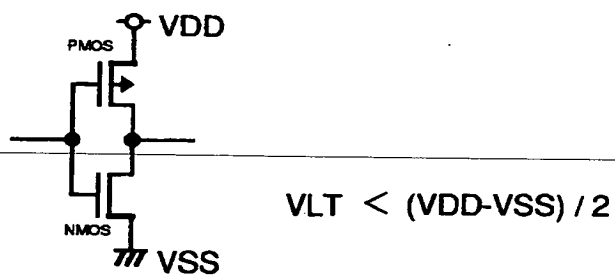 VDD
PMOS
VLT < (VDD-VSS) / 2
NMOS
VSS